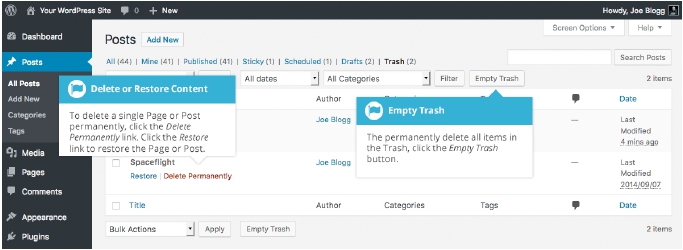 Your WordPress Site 0 + New Howdy, Joe Blogg
Screen Options ▾ Help ▾
Dashboard
Posts Add New
Posts
All (44) | Mine (41) | Published (41) | Sticky (1) | Scheduled (1) | Drafts (2) | Trash (2) Search Posts
All dates All Categories Filter Empty Trash 2 items
All Posts
Add New
Categories
Tags
Media
Pages
Comments
Appearance
Plugins
Delete or Restore Content
To delete a single Page or Post
permanently, click the Delete
Permanently link. Click the Restore
link to restore the Page or Post.
Author Date
Joe Blogg — Last
Modified
4 mins ago
Empty Trash
The permanently delete all items in
the Trash, click the Empty Trash
button.
Spaceflight Joe Blogg — Last
Restore | Delete Permanently Modified
2014/09/07
Title Author Categories Tags Date
Bulk Actions Apply Empty Trash 2 items